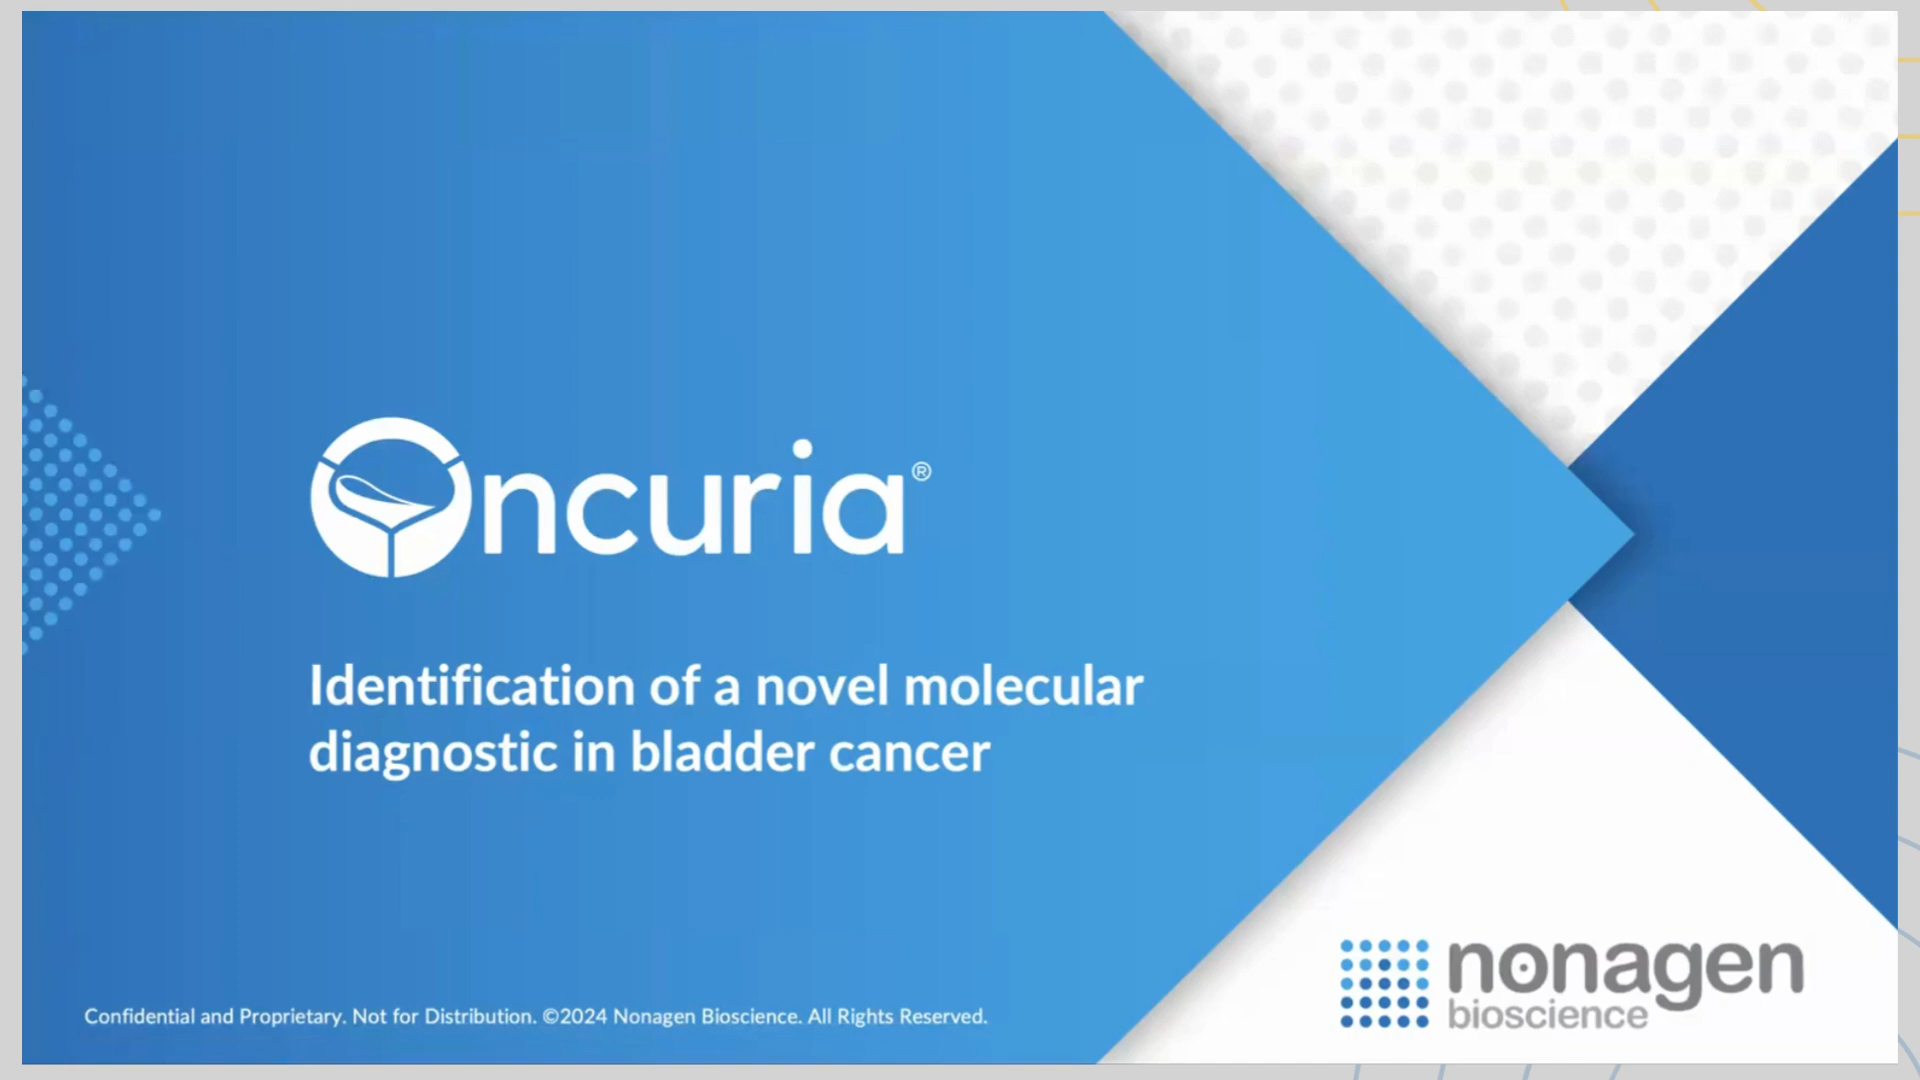 Oncuria®
Identification of a novel molecular
diagnostic in bladder cancer
Confidential and Proprietary. Not for Distribution. ©2024 Nonagen Bioscience. All Rights Reserved.
nonagen
bioscience